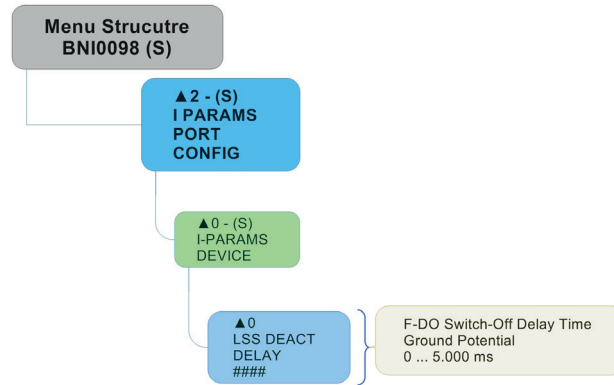 Menu Strucutre
BNI0098 (S)
▲2 - (S)
I PARAMS
PORT
CONFIG
▲0 - (S)
I-PARAMS
DEVICE
▲0
LSS DEACT
DELAY
####
F-DO Switch-Off Delay Time
Ground Potential
0 ... 5.000 ms